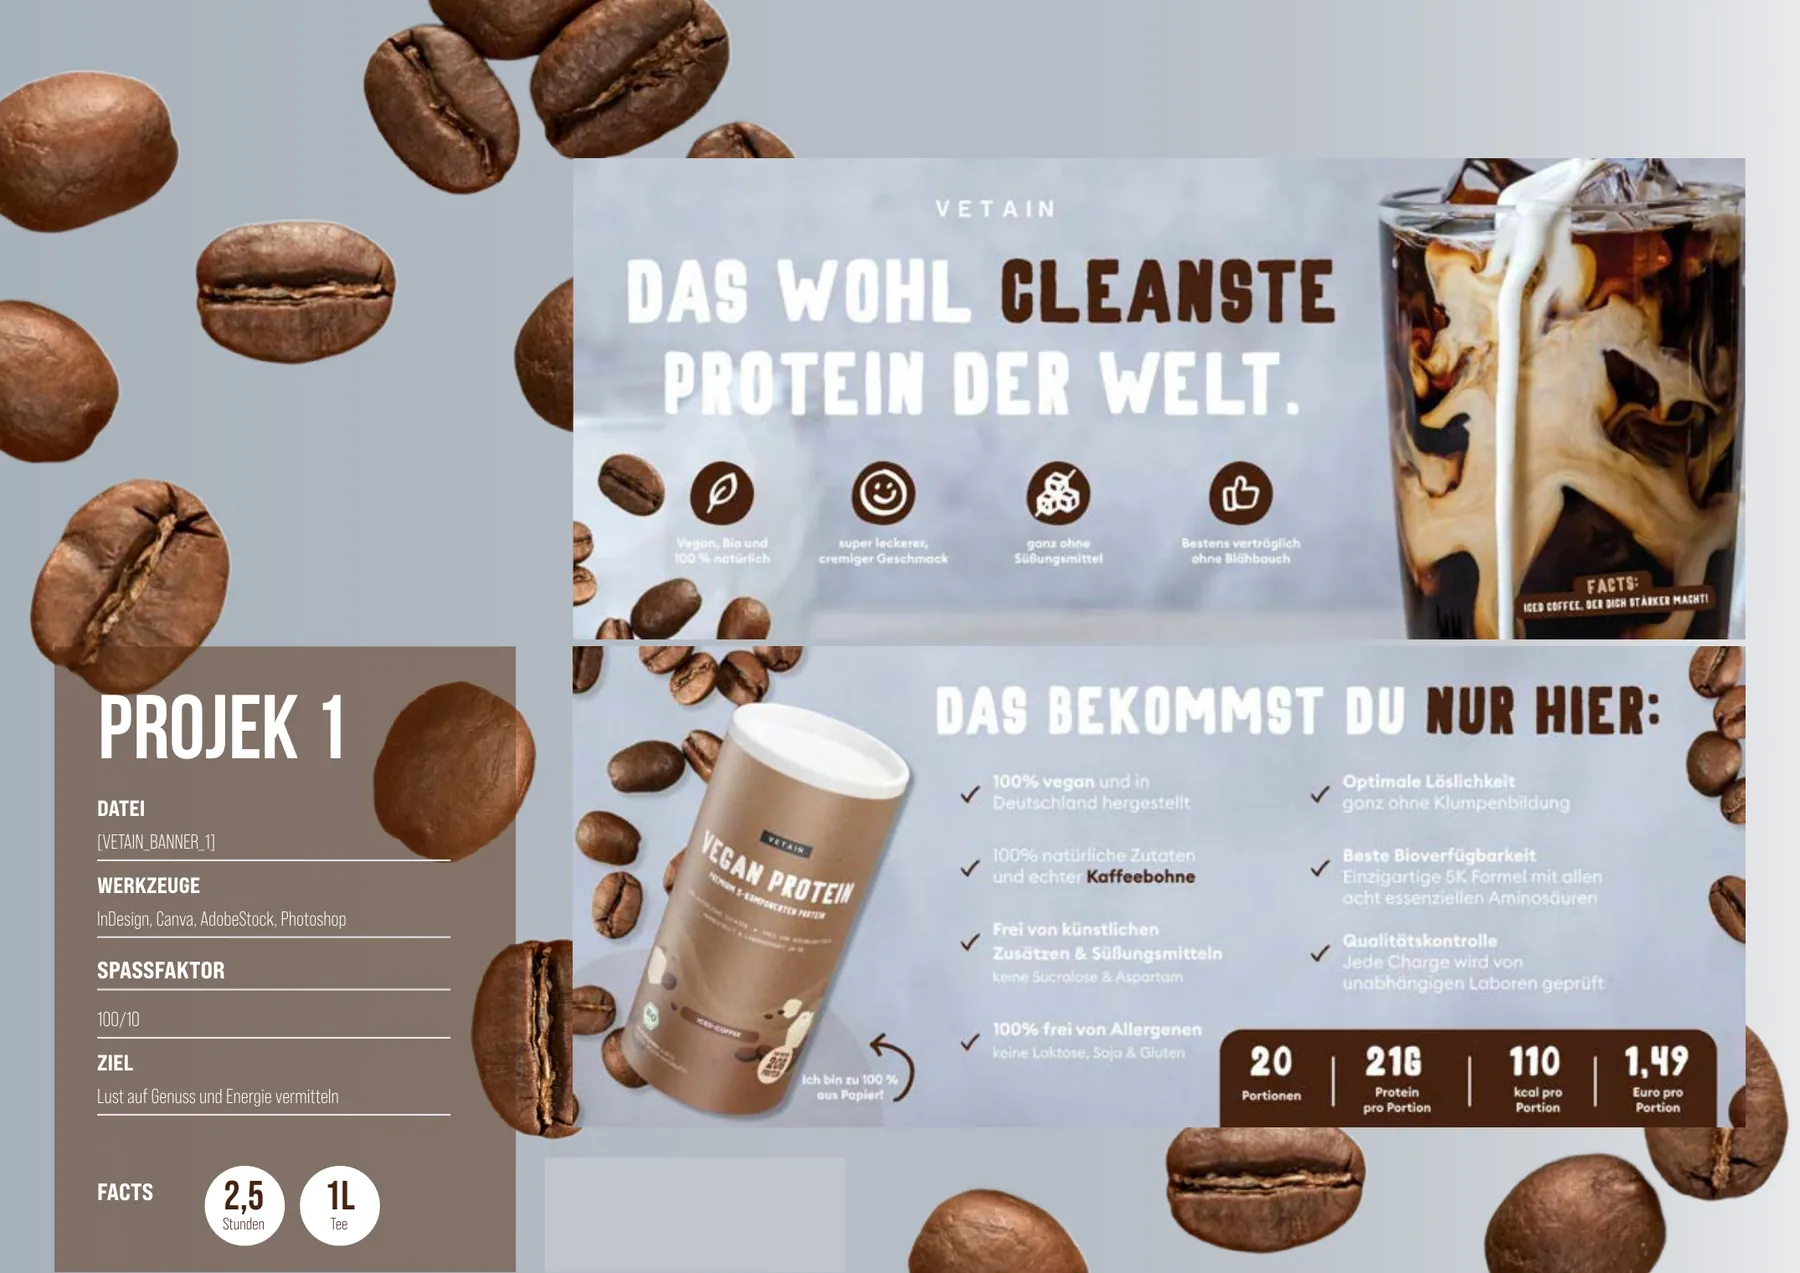 VETAIN
DAS WOHL CLEANSTE
PROTEIN DER WELT.
Vegan, Bio und
100 % natürlich
super leckerer,
cremiger Geschmack
ganz ohne
Süßungsmittel
Bestens verträglich
ohne Blähbauch
FACTS:
ICED COFFEE, DER DICH STÄRKER MACHT!
PROJEK 1
DATEI
[VETAIN_BANNER_1]
WERKZEUGE
InDesign, Canva, AdobeStock, Photoshop
SPASSFAKTOR
100/10
ZIEL
Lust auf Genuss und Energie vermitteln
FACTS
2,5
Stunden
1L
Tee
DAS BEKOMMST DU NUR HIER:
100% vegan und in
Deutschland hergestellt
100% natürliche Zutaten
und echter Kaffeebohne
Frei von künstlichen
Zusätzen & Süßungsmitteln
keine Sucralose & Aspartam
100% frei von Allergenen
keine Laktose, Soja & Gluten
Optimale Löslichkeit
ganz ohne Klumpenbildung
Beste Bioverfügbarkeit
Einzigartige 5K Formel mit allen
acht essenziellen Aminosäuren
Qualitätskontrolle
Jede Charge wird von
unabhängigen Laboren geprüft
VETAIN
VEGAN PROTEIN
PREMIUM 5-KOMPONENTEN PROTEIN
BIO
ICED-COFFEE
Ich bin zu 100 %
aus Papier!
20
Portionen
21G
Protein
pro Portion
110
kcal pro
Portion
1,49
Euro pro
Portion